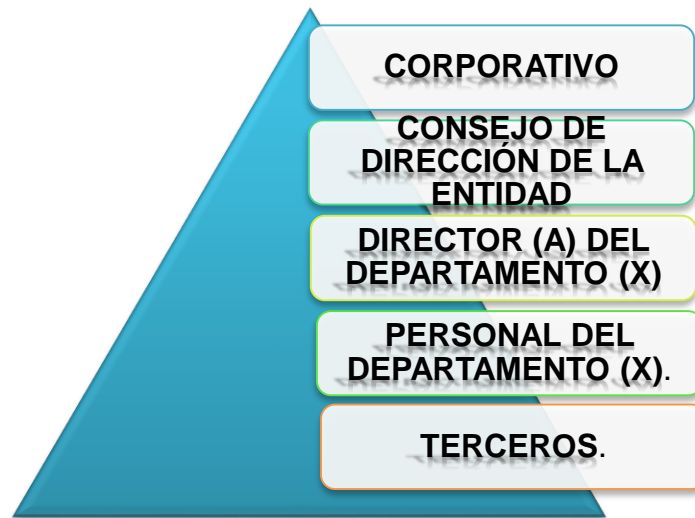 CORPORATIVO
CONSEJO DE
DIRECCIÓN DE LA
ENTIDAD
DIRECTOR (A) DEL
DEPARTAMENTO (X)
PERSONAL DEL
DEPARTAMENTO (X).
TERCEROS.